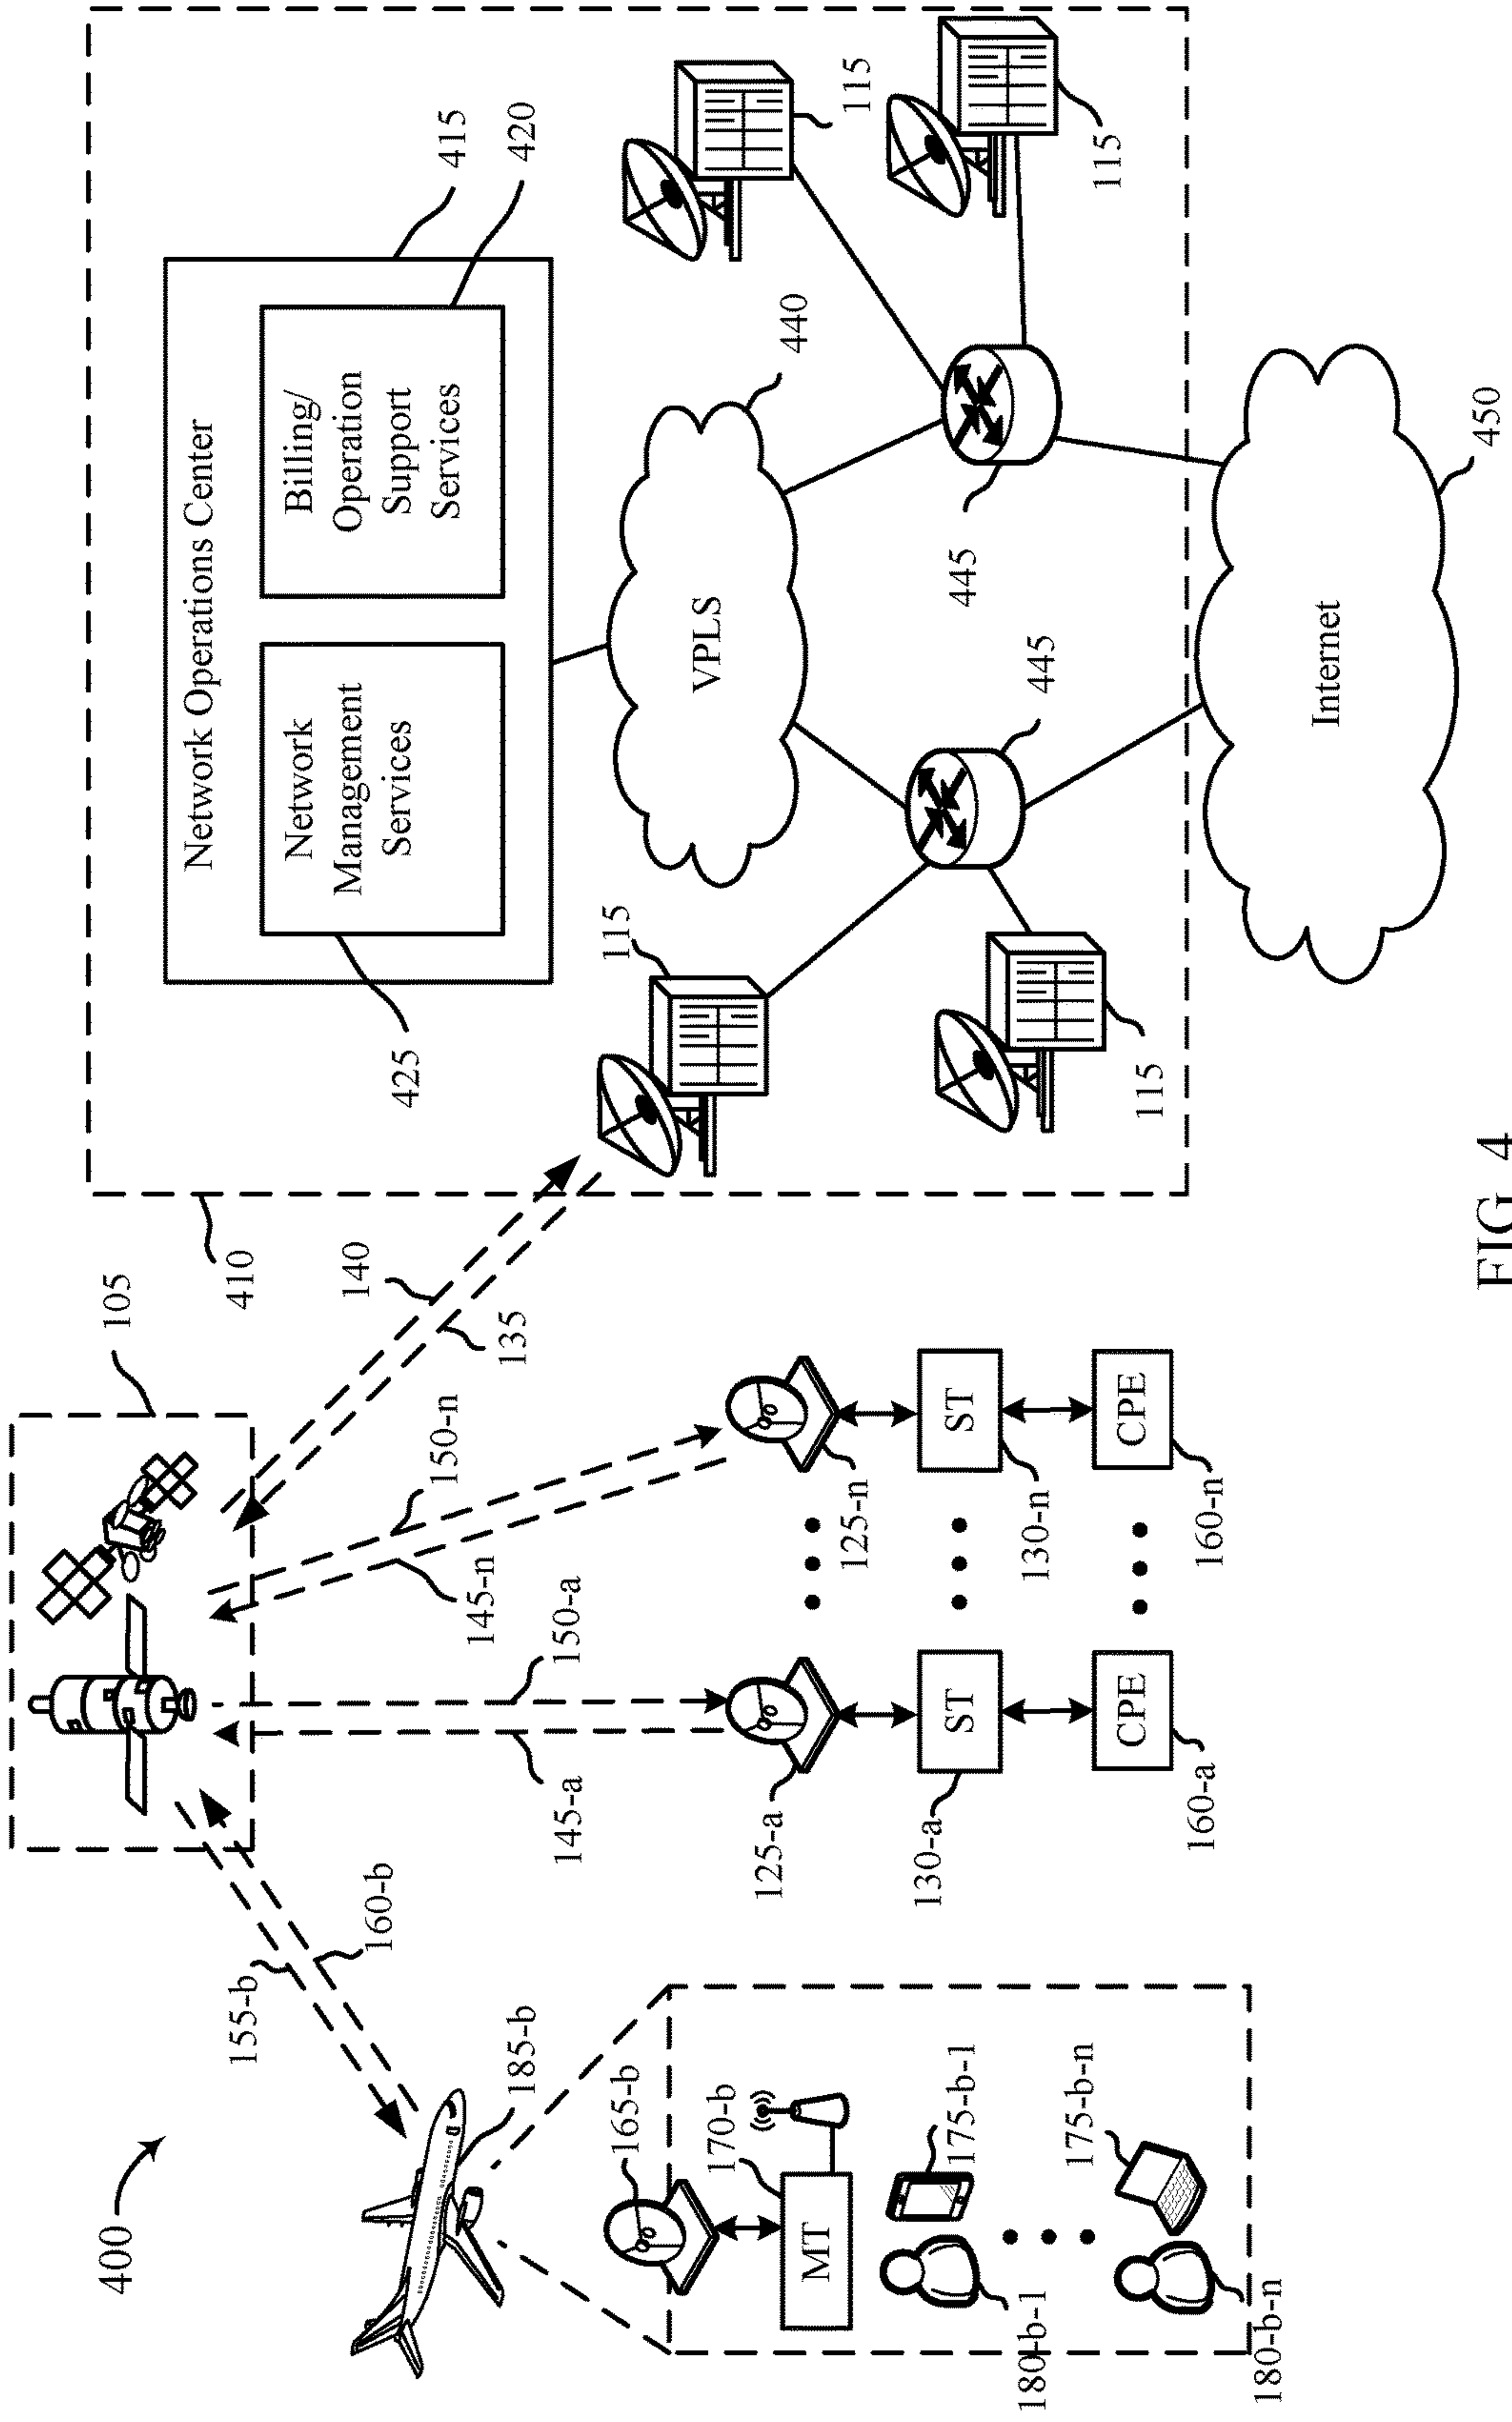 400
155-b
160-b
185-b
165-b
170-b
MT
175-b-1
180-b-1
175-b-n
180-b-n
105
145-a
150-a
145-n
150-n
125-a
125-n
ST
ST
130-a
130-n
CPE
CPE
160-a
160-n
140
135
410
Network Operations Center
Network
Management
Services
Billing/
Operation
Support
Services
425
415
420
VPLS
440
115
115
115
115
445
445
Internet
450
FIG. 4